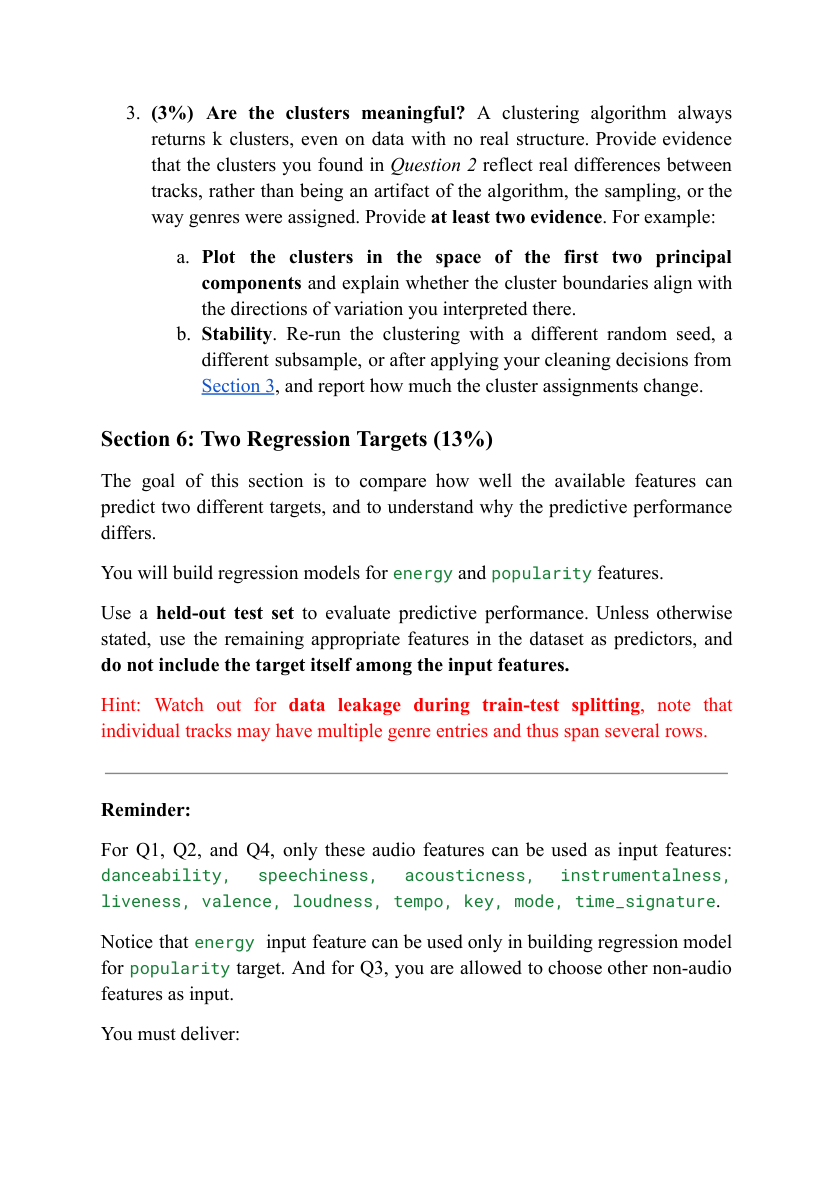 3. (3%) Are the clusters meaningful? A clustering algorithm always
returns k clusters, even on data with no real structure. Provide evidence
that the clusters you found in Question 2 reflect real differences between
tracks, rather than being an artifact of the algorithm, the sampling, or the
way genres were assigned. Provide at least two evidence. For example:
a. Plot the clusters in the space of the first two principal
components and explain whether the cluster boundaries align with
the directions of variation you interpreted there.
b. Stability. Re-run the clustering with a different random seed, a
different subsample, or after applying your cleaning decisions from
Section 3, and report how much the cluster assignments change.
Section 6: Two Regression Targets (13%)
The goal of this section is to compare how well the available features can
predict two different targets, and to understand why the predictive performance
differs.
You will build regression models for energy and popularity features.
Use a held-out test set to evaluate predictive performance. Unless otherwise
stated, use the remaining appropriate features in the dataset as predictors, and
do not include the target itself among the input features.
Hint: Watch out for data leakage during train-test splitting, note that
individual tracks may have multiple genre entries and thus span several rows.
Reminder:
For Q1, Q2, and Q4, only these audio features can be used as input features:
danceability, speechiness, acousticness, instrumentalness,
liveness, valence, loudness, tempo, key, mode, time_signature.
Notice that energy input feature can be used only in building regression model
for popularity target. And for Q3, you are allowed to choose other non-audio
features as input.
You must deliver: